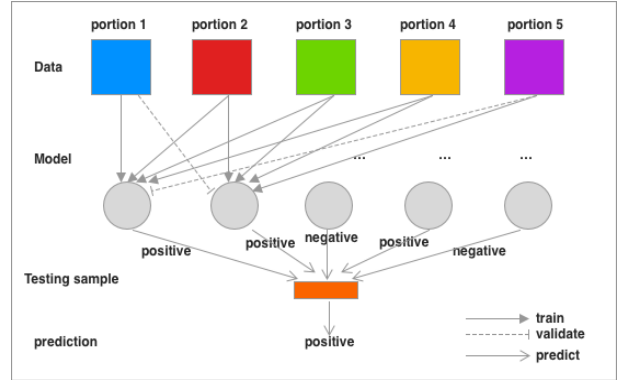 portion 1 portion 2 portion 3 portion 4 portion 5
Data
... ... ...
Model
negative
positive positive positive negative
Testing sample
train
validate
prediction positive
predict